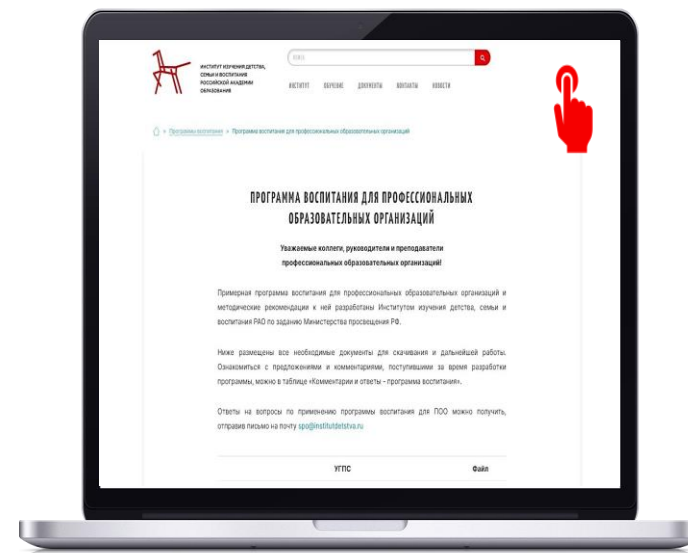 ИНСТИТУТ ИЗУЧЕНИЯ ДЕТСТВА,
СЕМЬИ И ВОСПИТАНИЯ
РОССИЙСКОЙ АКАДЕМИИ
ОБРАЗОВАНИЯ
ПОИСК
ИНСТИТУТ ОБУЧЕНИЕ ДОКУМЕНТЫ КОНТАКТЫ НОВОСТИ
» Программы воспитания » Программа воспитания для профессиональных образовательных организаций
ПРОГРАММА ВОСПИТАНИЯ ДЛЯ ПРОФЕССИОНАЛЬНЫХ
ОБРАЗОВАТЕЛЬНЫХ ОРГАНИЗАЦИЙ
Уважаемые коллеги, руководители и преподаватели
профессиональных образовательных организаций!
Примерная программа воспитания для профессиональных образовательных организаций и
методические рекомендации к ней разработаны Институтом изучения детства, семьи и
воспитания РАО по заданию Министерства просвещения РФ.
Ниже размещены все необходимые документы для скачивания и дальнейшей работы.
Ознакомиться с предложениями и комментариями, поступившими за время разработки
программы, можно в таблице «Комментарии и ответы - программа воспитания».
Ответы на вопросы по применению программы воспитания для ПОО можно получить,
отправив письмо на почту spo@institutdetstva.ru
УГПС Файл